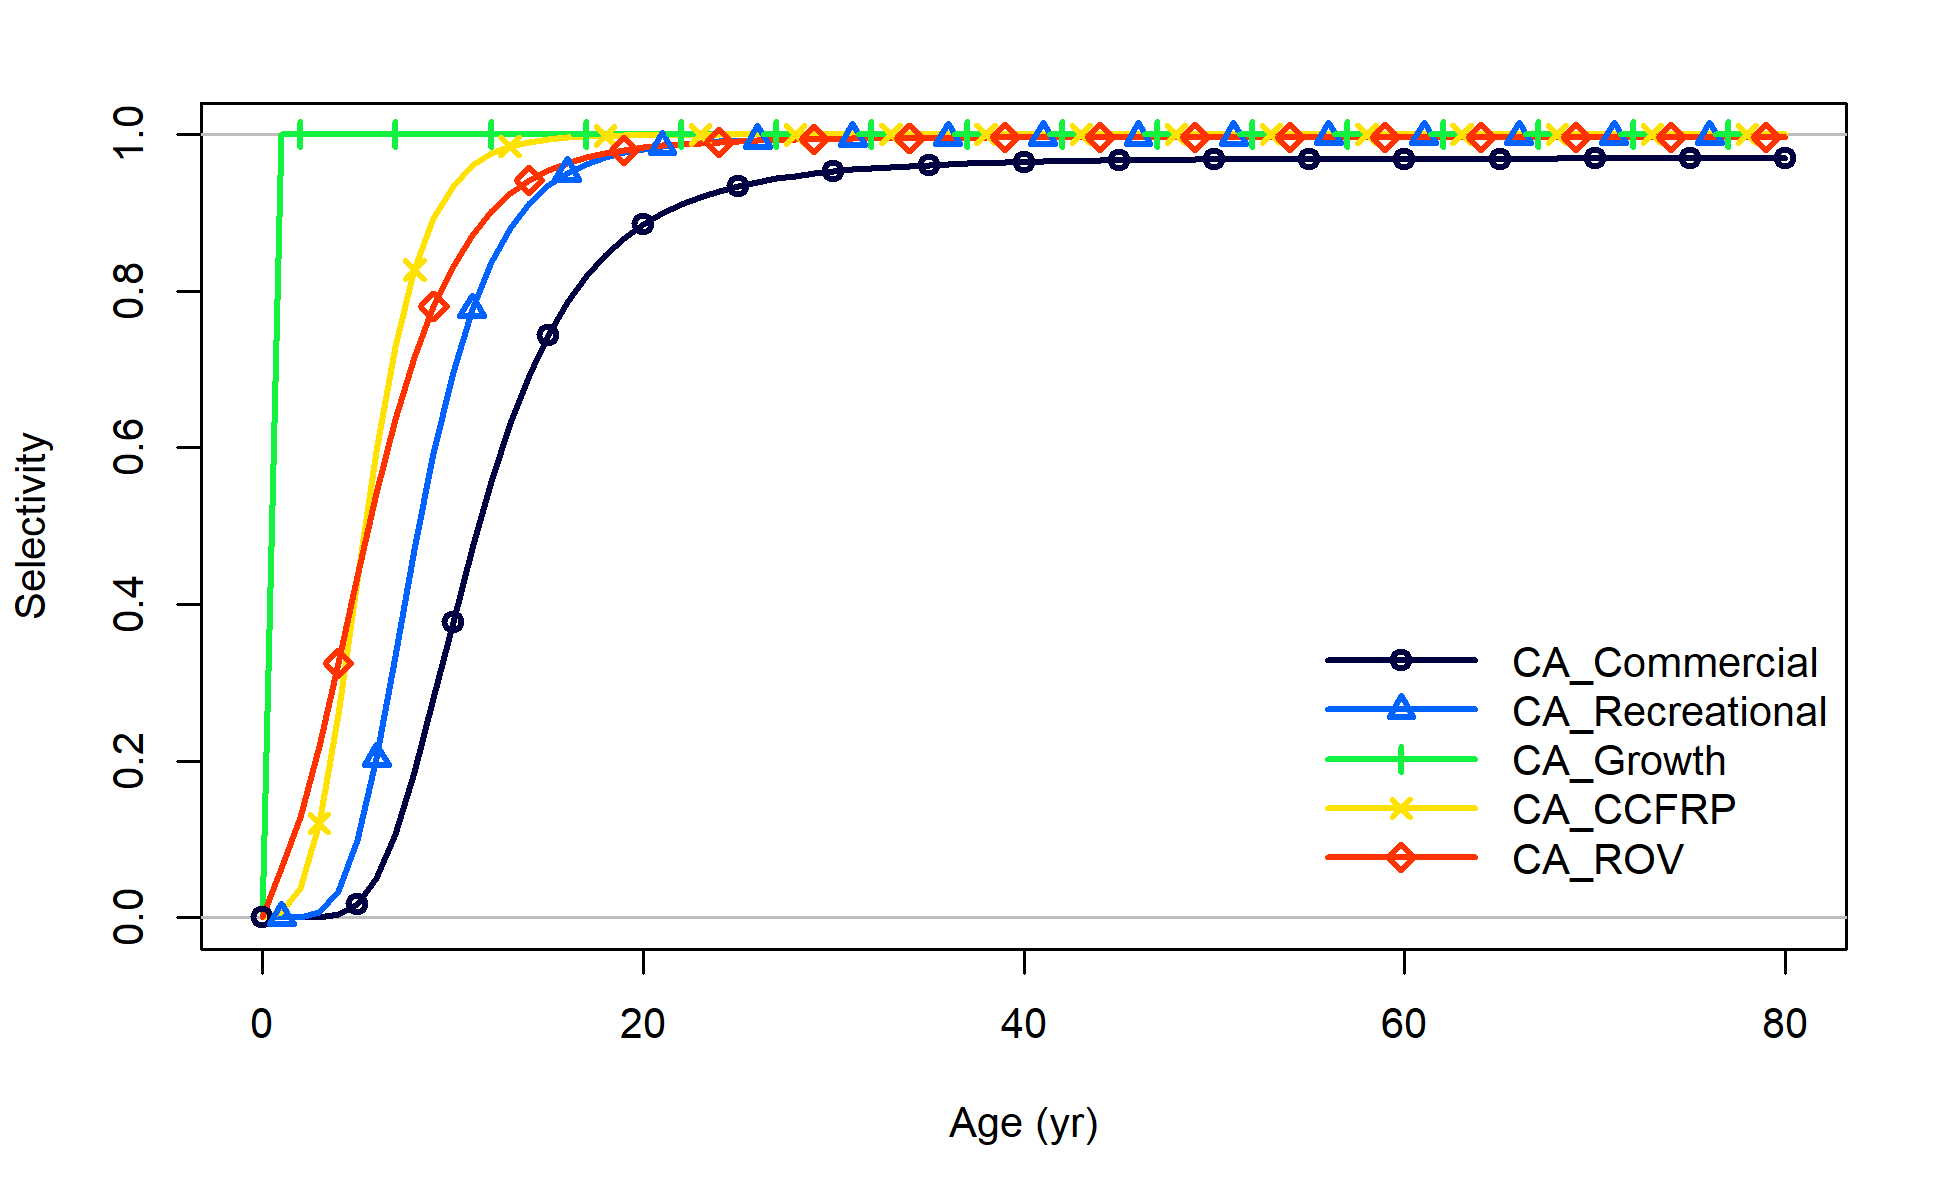 1.0
0.8
0.6
0.4
0.2
0.0
Selectivity
CA_Commercial
CA_Recreational
CA_Growth
CA_CCFRP
CA_ROV
0 20 40 60 80
Age (yr)